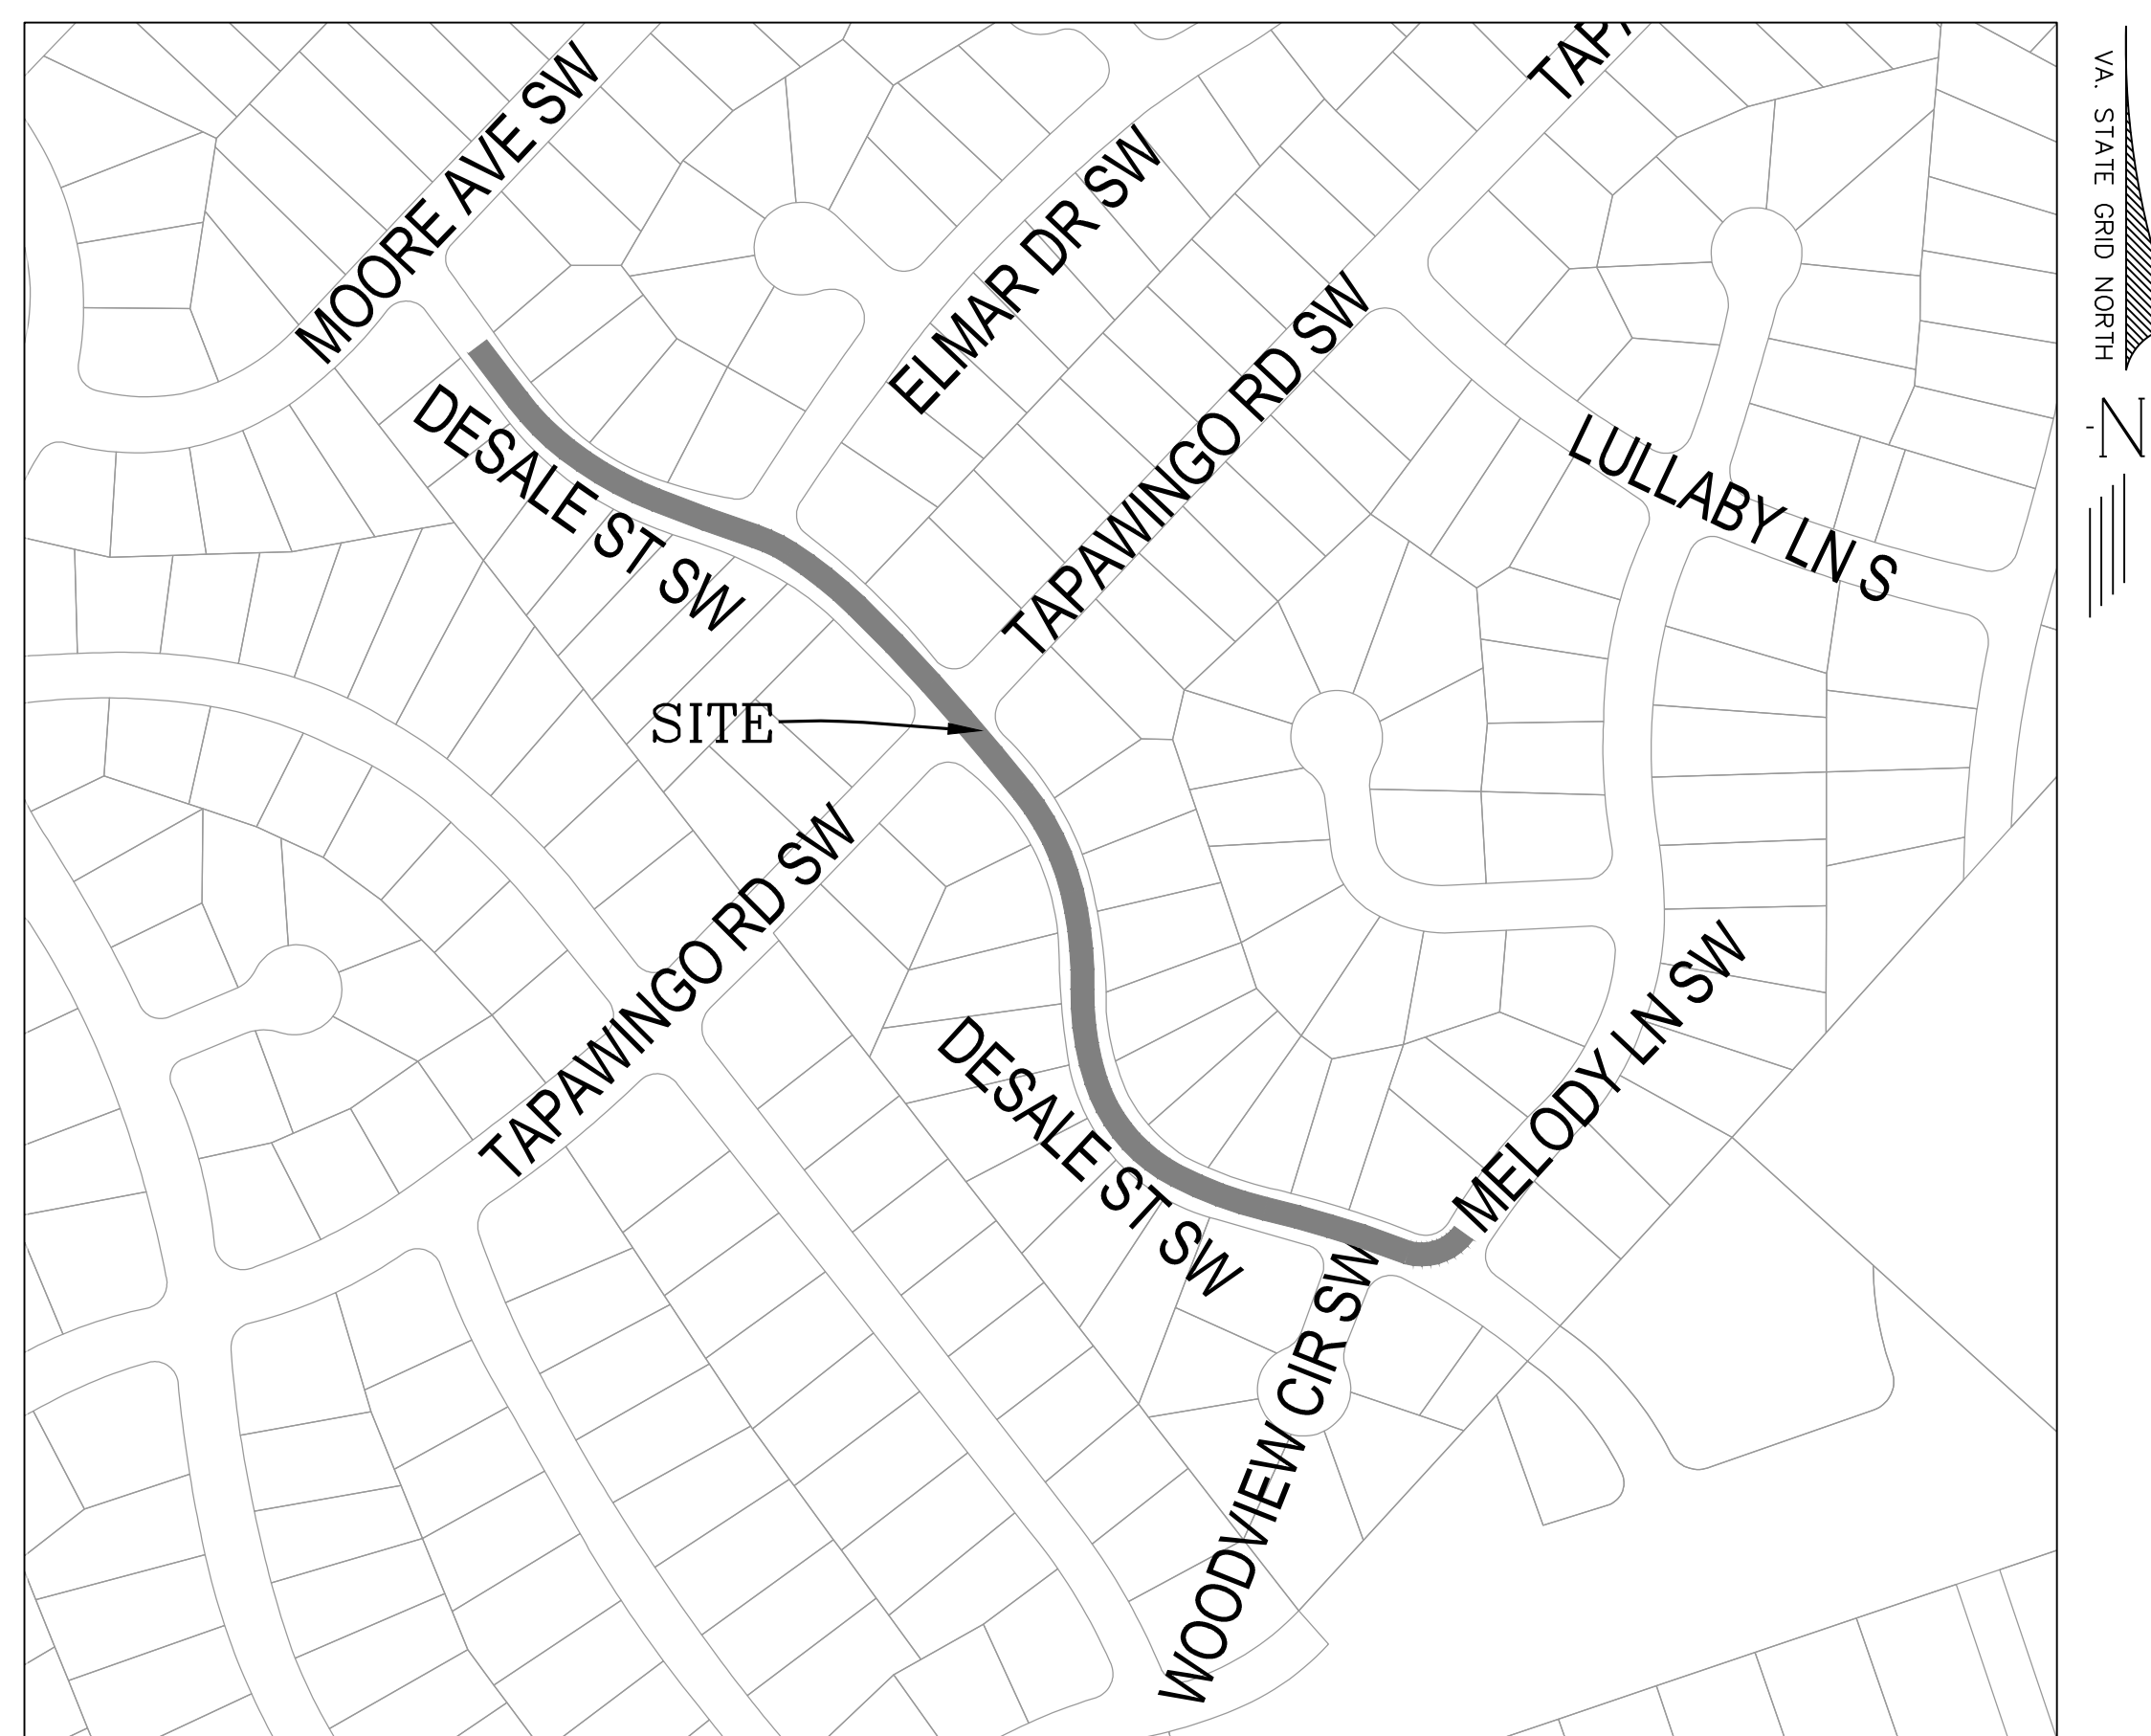 TAPA
MOORE AVE SW
VA. STATE GRID NORTH
ELMAR DR SW
TAPAWINGO RD SW
N
DESALE ST SW
LULLABY LN S
SITE
TAPAWINGO RD SW
MELODY LN SW
DESALE ST SW
WOODVIEW CIR SW